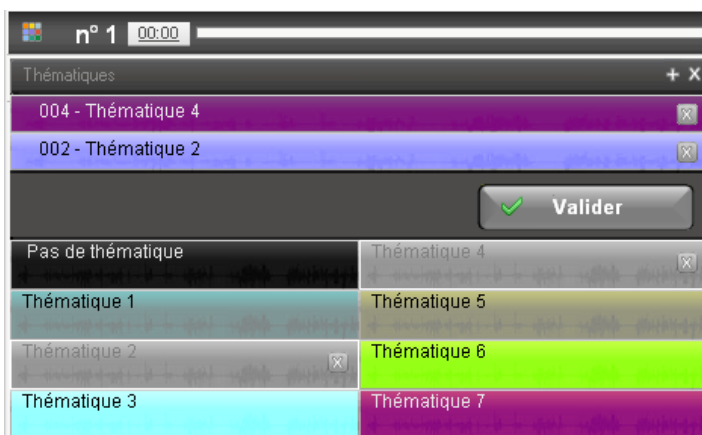 n° 1 00:00
Thématiques
004 - Thématique 4
002 - Thématique 2
Valider
Pas de thématique Thématique 4
Thématique 1 Thématique 5
Thématique 2 Thématique 6
Thématique 3 Thématique 7